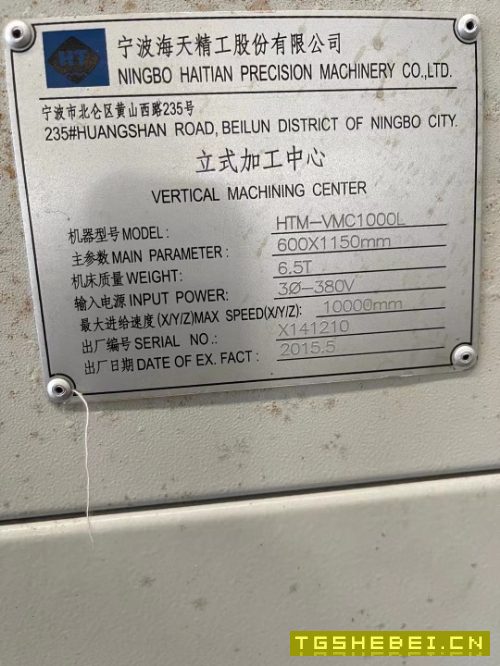 HT
宁波海天精工股份有限公司
NINGBO HAITIAN PRECISION MACHINERY CO.,LTD.
宁波市北仑区黄山西路235号
235#HUANGSHAN ROAD, BEILUN DISTRICT OF NINGBO CITY.
立式加工中心
VERTICAL MACHINING CENTER
机器型号 MODEL: HTM-VMC1000L
主参数 MAIN PARAMETER: 600X1150mm
机床质量 WEIGHT: 6.5T
输入电源 INPUT POWER: 3Ø-380V
最大进给速度(X/Y/Z)MAX SPEED(X/Y/Z): 10000mm
出厂编号 SERIAL NO.: X141210
出厂日期 DATE OF EX. FACT: 2015.5
TGSHEBEI.CN